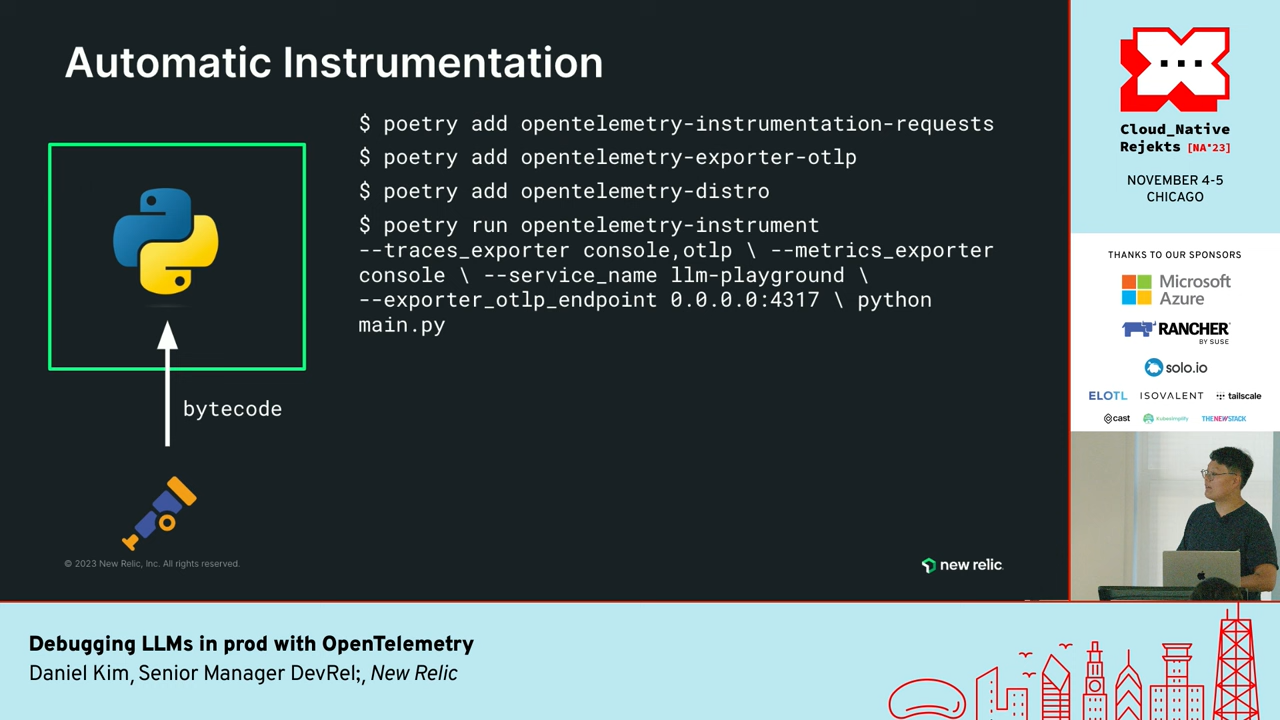 Automatic Instrumentation
$ poetry add opentelemetry-instrumentation-requests
$ poetry add opentelemetry-exporter-otlp
$ poetry add opentelemetry-distro
$ poetry run opentelemetry-instrument
--traces_exporter console,otlp \ --metrics_exporter
console \ --service_name llm-playground \
--exporter_otlp_endpoint 0.0.0.0:4317 \ python
main.py
bytecode
© 2023 New Relic, Inc. All rights reserved.
new relic
Cloud_Native
Rejekts [NA'23]
NOVEMBER 4-5
CHICAGO
THANKS TO OUR SPONSORS
Microsoft
Azure
RANCHER
BY SUSE
solo.io
ELOTL ISOVALENT tailscale
cast kubesimplify THENEWSTACK
Debugging LLMs in prod with OpenTelemetry
Daniel Kim, Senior Manager DevRel;, New Relic